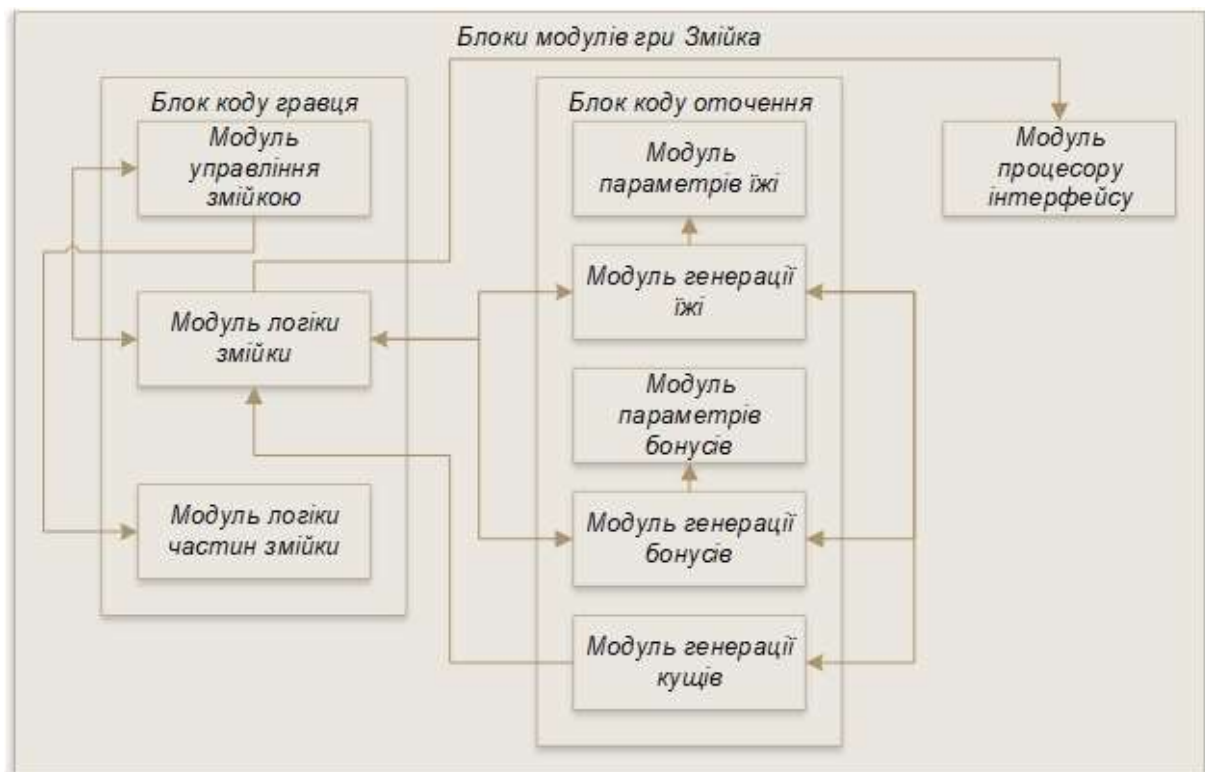 Блоки модулів гри Змійка
Блок коду гравця
Модуль
управління
змійкою
Модуль логіки
змійки
Модуль логіки
частин змійки
Блок коду оточення
Модуль
параметрів їжі
Модуль генерації
їжі
Модуль
параметрів
бонусів
Модуль генерації
бонусів
Модуль генерації
кущів
Модуль
процесору
інтерфейсу